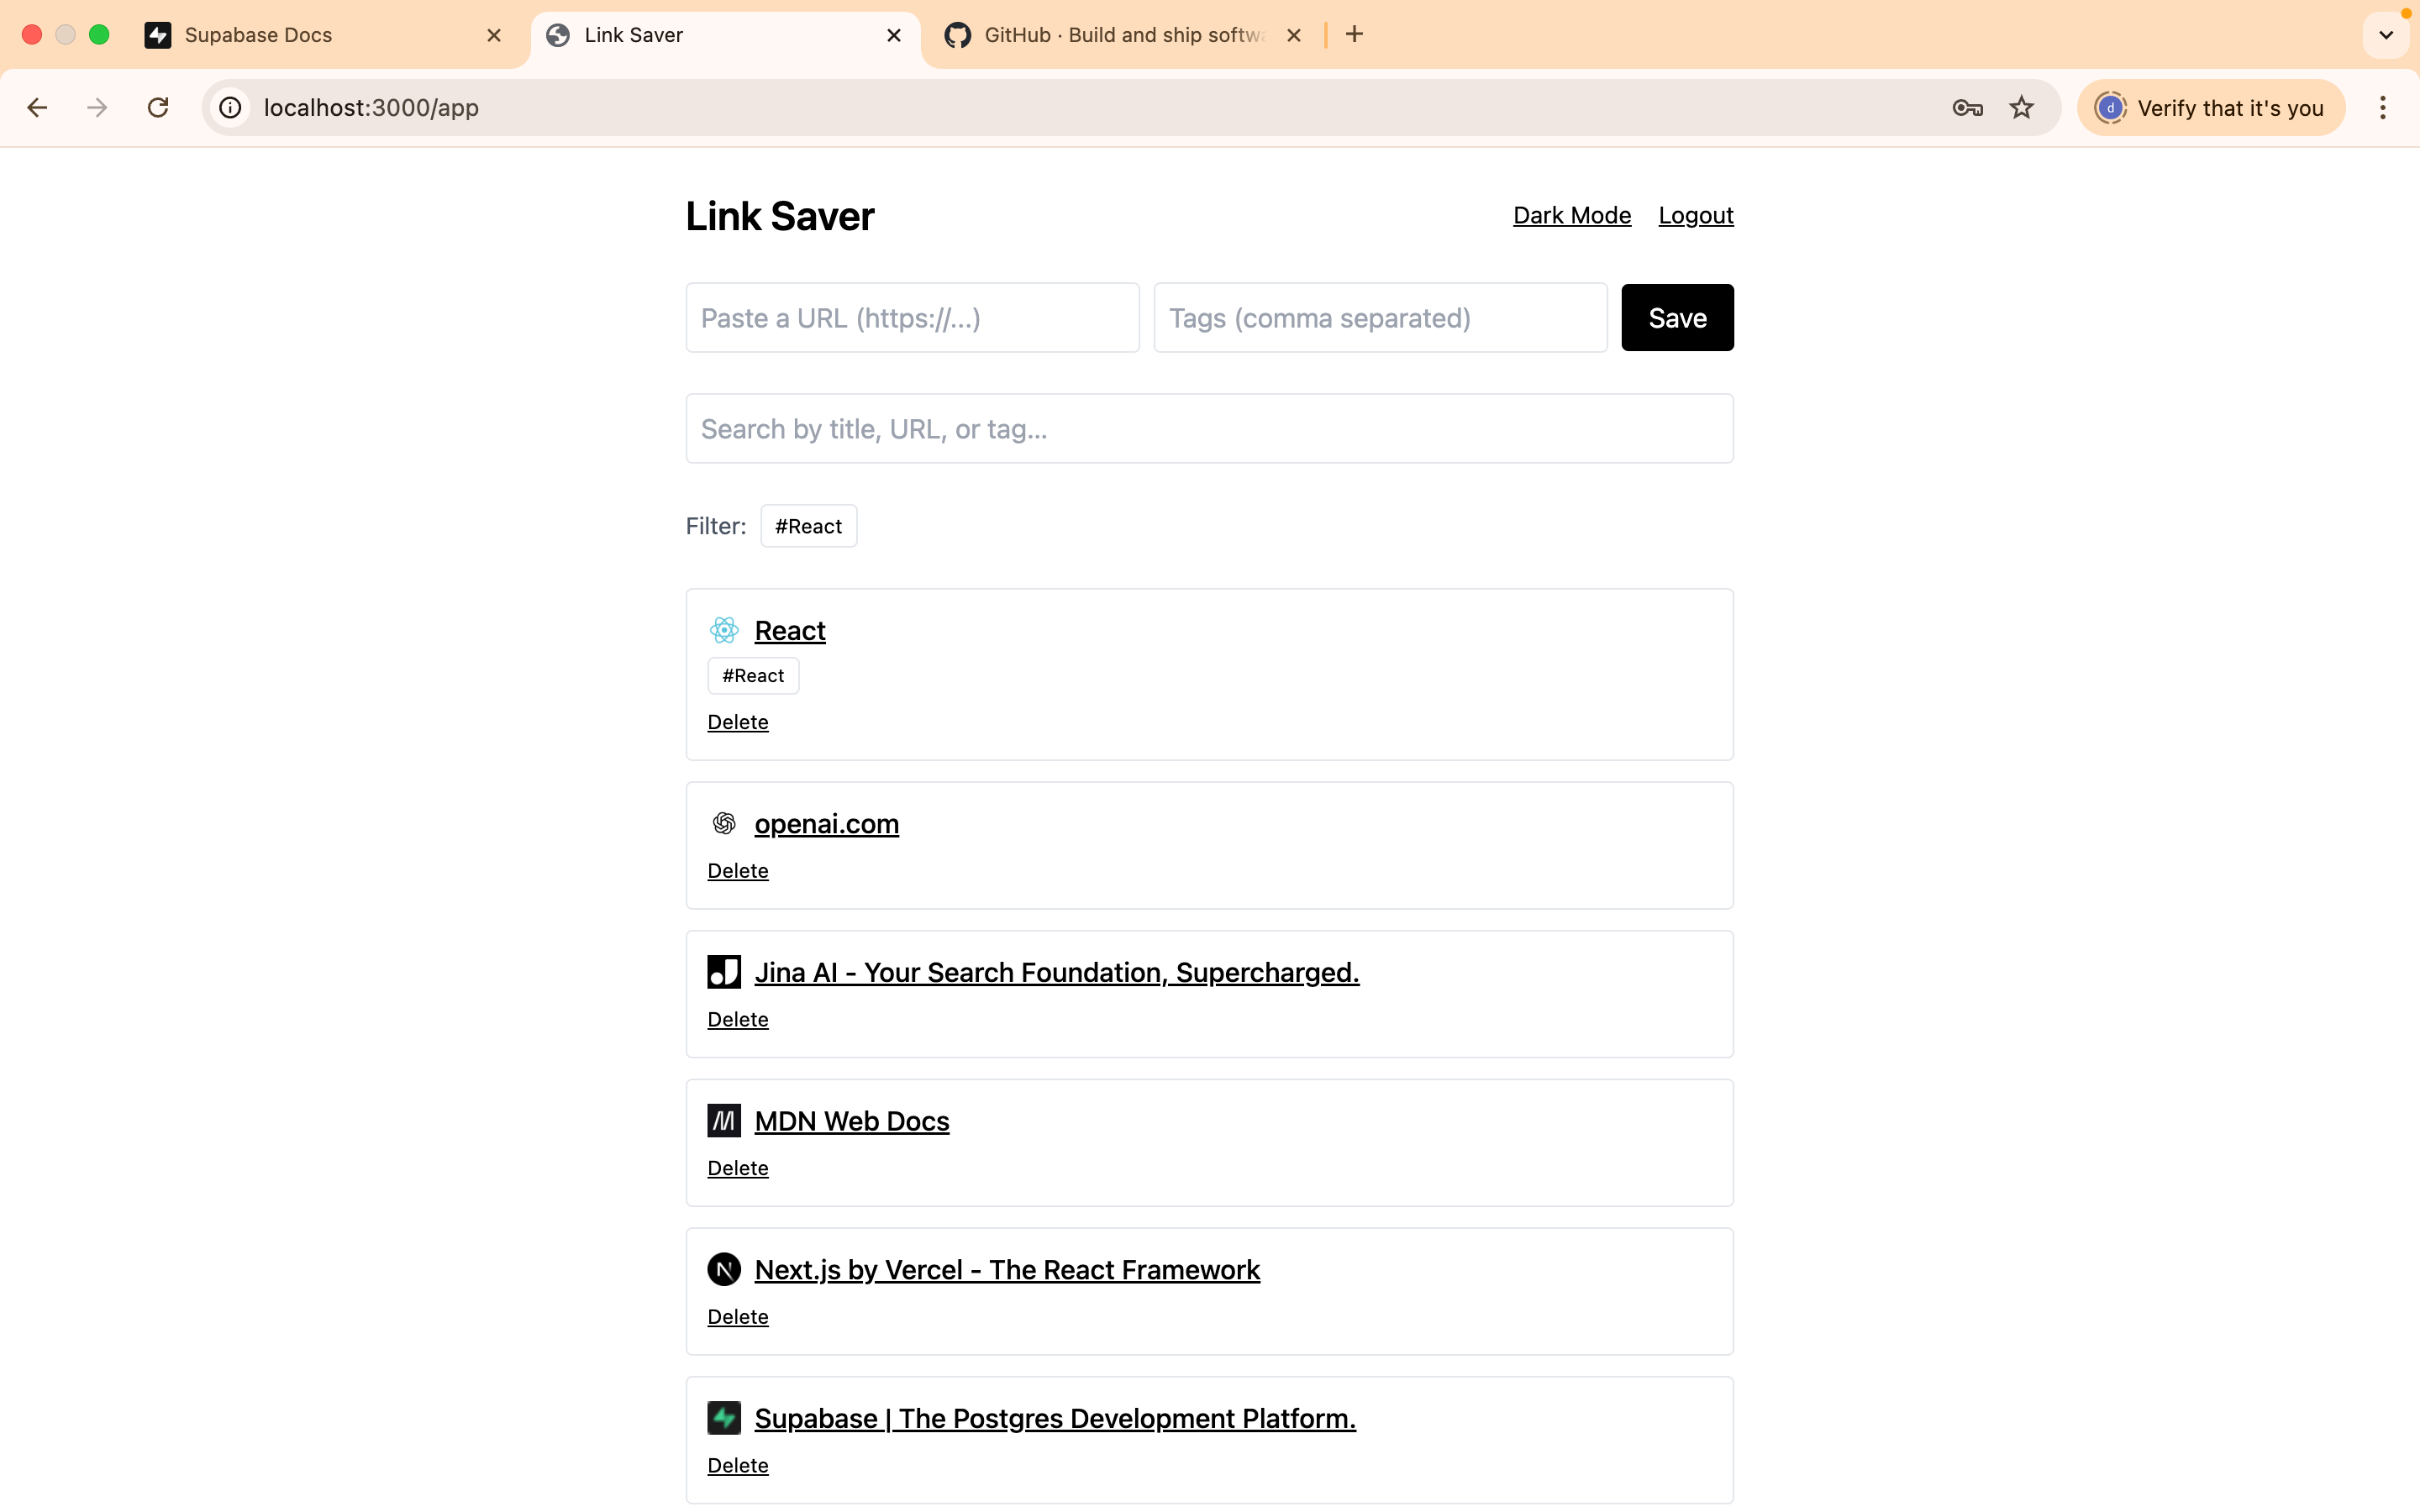 Supabase Docs
Link Saver
GitHub · Build and ship softw
localhost:3000/app
d
Verify that it's you
Link Saver
Dark Mode
Logout
Paste a URL (https://...)
Tags (comma separated)
Save
Search by title, URL, or tag...
Filter:
#React
React
#React
Delete
openai.com
Delete
Jina AI - Your Search Foundation, Supercharged.
Delete
MDN Web Docs
Delete
Next.js by Vercel - The React Framework
Delete
Supabase | The Postgres Development Platform.
Delete